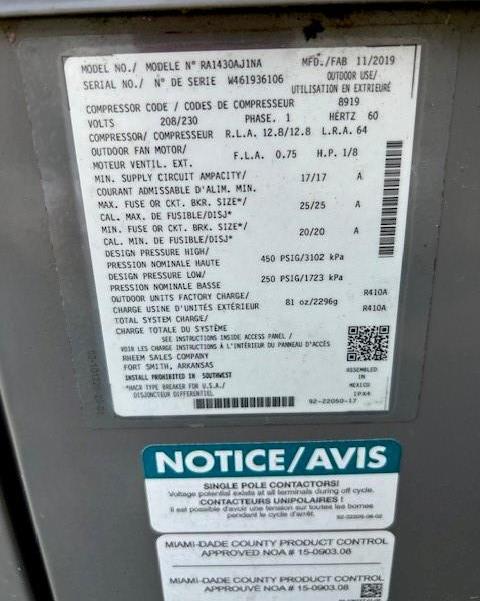 MODEL NO./ MODELE N° RA1430AJ1NA MFD./FAB 11/2019
SERIAL NO./ N° DE SERIE W461936106 OUTDOOR USE/
UTILISATION EN EXTRIEURÉ
COMPRESSOR CODE / CODES DE COMPRESSEUR 8919
VOLTS 208/230 PHASE. 1 HERTZ 60
COMPRESSOR/ COMPRESSEUR R.L.A. 12.8/12.8 L.R.A. 64
OUTDOOR FAN MOTOR/
MOTEUR VENTIL. EXT. F.L.A. 0.75 H.P. 1/8
MIN. SUPPLY CIRCUIT AMPACITY/ 17/17 A
COURANT ADMISSABLE D'ALIM. MIN.
MAX. FUSE OR CKT. BKR. SIZE*/ 25/25 A
CAL. MAX. DE FUSIBLE/DISJ*
MIN. FUSE OR CKT. BKR. SIZE*/ 20/20 A
CAL. MIN. DE FUSIBLE/DISJ*
DESIGN PRESSURE HIGH/
PRESSION NOMINALE HAUTE 450 PSIG/3102 kPa
DESIGN PRESSURE LOW/
PRESSION NOMINALE BASSE 250 PSIG/1723 kPa
OUTDOOR UNITS FACTORY CHARGE/ R410A
CHARGE USINE D'UNITÉS EXTÉRIEUR 81 oz/2296g
TOTAL SYSTEM CHARGE/ R410A
CHARGE TOTALE DU SYSTÈME
SEE INSTRUCTIONS INSIDE ACCESS PANEL /
VOIR LES CHARGE INSTRUCTIONS À L'INTÉRIEUR DU PANNEAU D'ACCÈS
RHEEM SALES COMPANY
FORT SMITH, ARKANSAS
INSTALL PROHIBITED IN SOUTHWEST
*HACR TYPE BREAKER FOR U.S.A./
DISJONCTEUR DIFFERENTIEL
ASSEMBLED
IN
MEXICO
IPX4
92-22050-17
NOTICE/AVIS
SINGLE POLE CONTACTORS!
Voltage potential exists at all terminals during off cycle.
CONTACTEURS UNIPOLAIRES !
Il est possible d'avoir une tension sur toutes les bornes
pendant le cycle d'arrêt.
MIAMI-DADE COUNTY PRODUCT CONTROL
APPROVED NOA # 15-0903.08
MIAMI-DADE COUNTY PRODUCT CONTROL
APPROUVÉ NOA # 15-0903.08